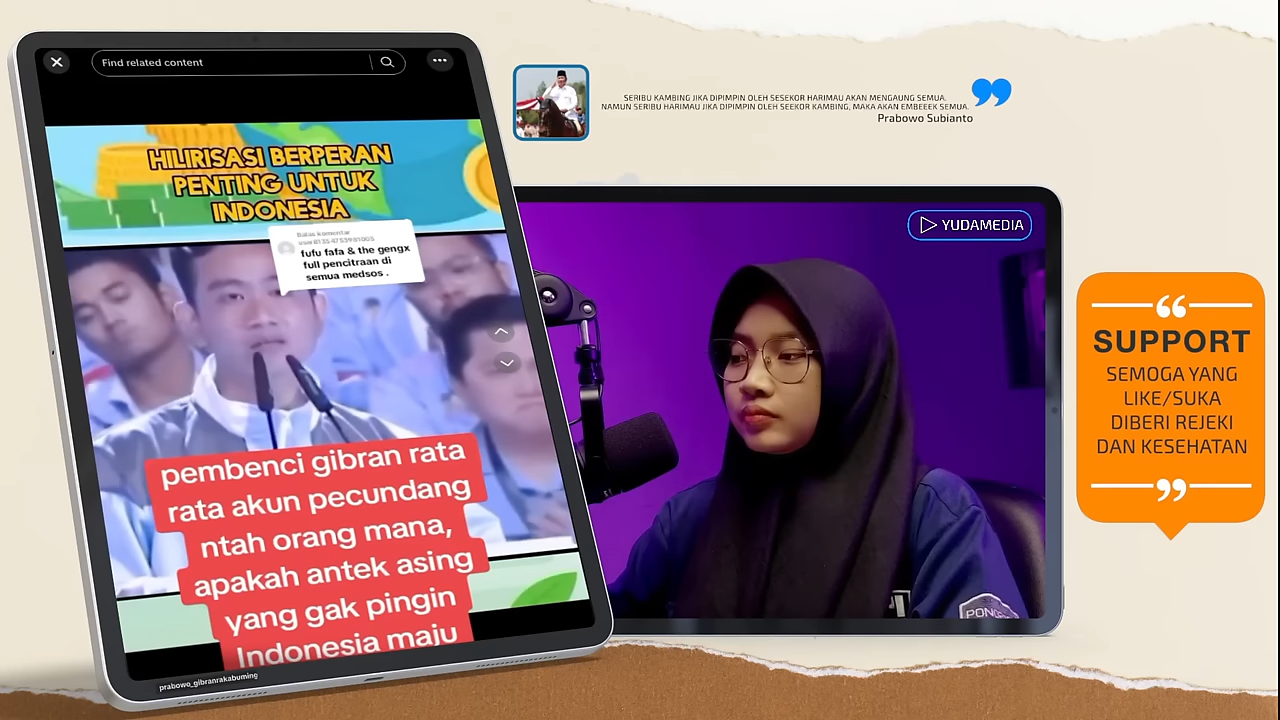 Find related content
HILIRISASI BERPERAN
PENTING UNTUK
INDONESIA
Balas komentar
user81354753981005
fufu fafa & the gengx
full pencitraan di
semua medsos .
pembenci gibran rata
rata akun pecundang
ntah orang mana,
apakah antek asing
yang gak pingin
Indonesia maju
prabowo_gibranrakabuming
SERIBU KAMBING JIKA DIPIMPIN OLEH SESEKOR HARIMAU AKAN MENGAUNG SEMUA.
NAMUN SERIBU HARIMAU JIKA DIPIMPIN OLEH SEEKOR KAMBING, MAKA AKAN EMBEEEK SEMUA.
Prabowo Subianto
YUDAMEDIA
SUPPORT
SEMOGA YANG
LIKE/SUKA
DIBERI REJEKI
DAN KESEHATAN